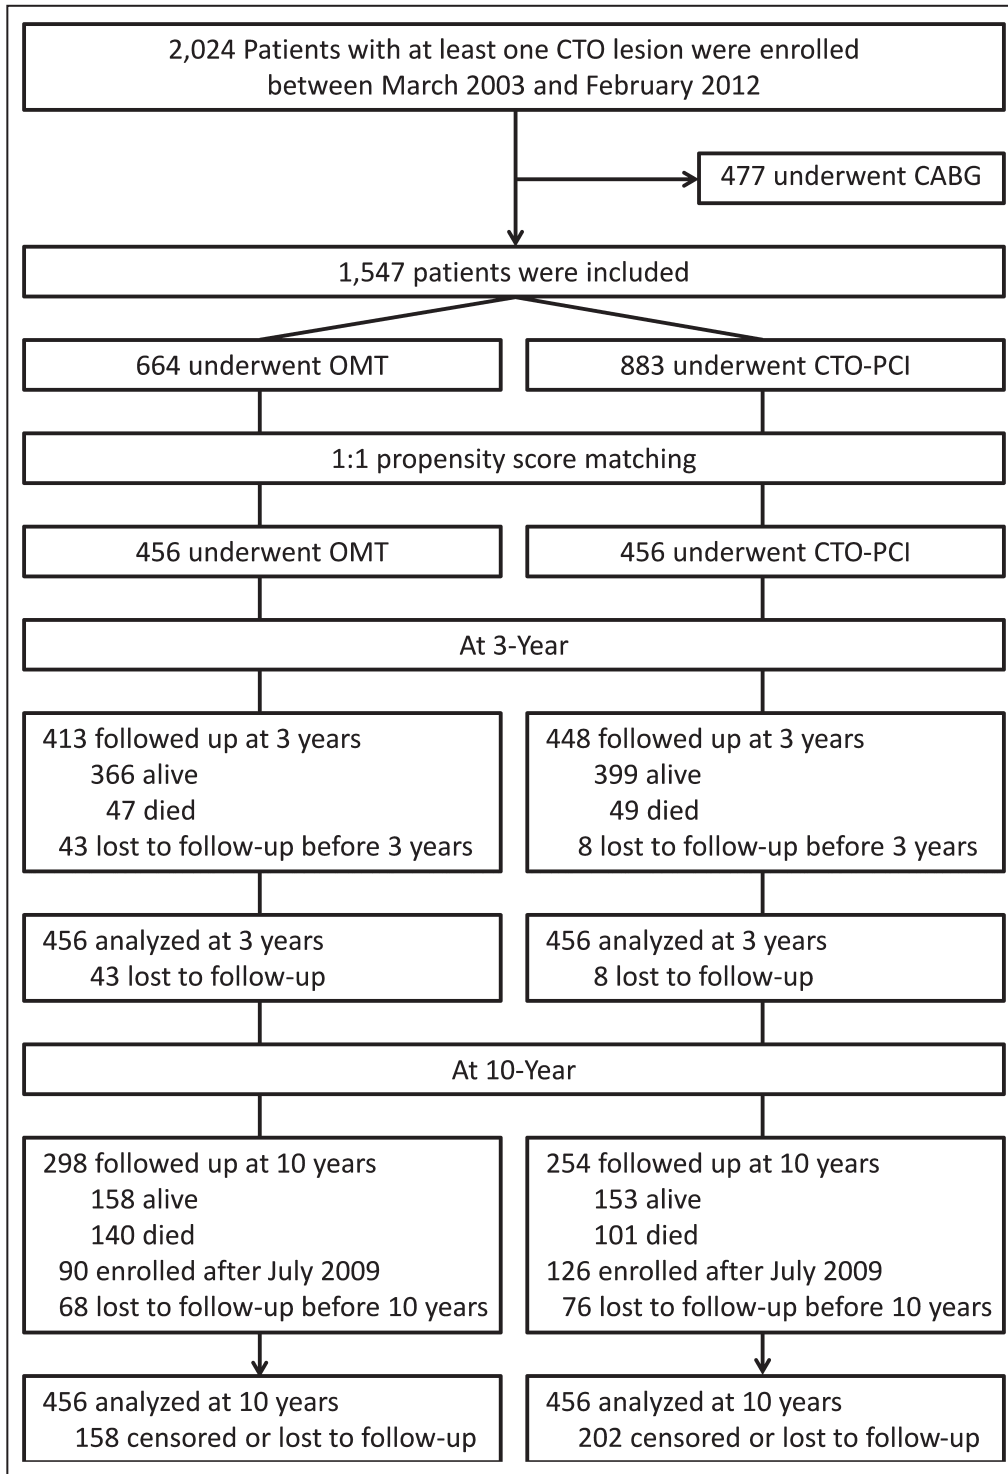 2,024 Patients with at least one CTO lesion were enrolled
between March 2003 and February 2012
477 underwent CABG
1,547 patients were included
664 underwent OMT
883 underwent CTO-PCI
1:1 propensity score matching
456 underwent OMT
456 underwent CTO-PCI
At 3-Year
413 followed up at 3 years
366 alive
47 died
43 lost to follow-up before 3 years
448 followed up at 3 years
399 alive
49 died
8 lost to follow-up before 3 years
456 analyzed at 3 years
43 lost to follow-up
456 analyzed at 3 years
8 lost to follow-up
At 10-Year
298 followed up at 10 years
158 alive
140 died
90 enrolled after July 2009
68 lost to follow-up before 10 years
254 followed up at 10 years
153 alive
101 died
126 enrolled after July 2009
76 lost to follow-up before 10 years
456 analyzed at 10 years
158 censored or lost to follow-up
456 analyzed at 10 years
202 censored or lost to follow-up